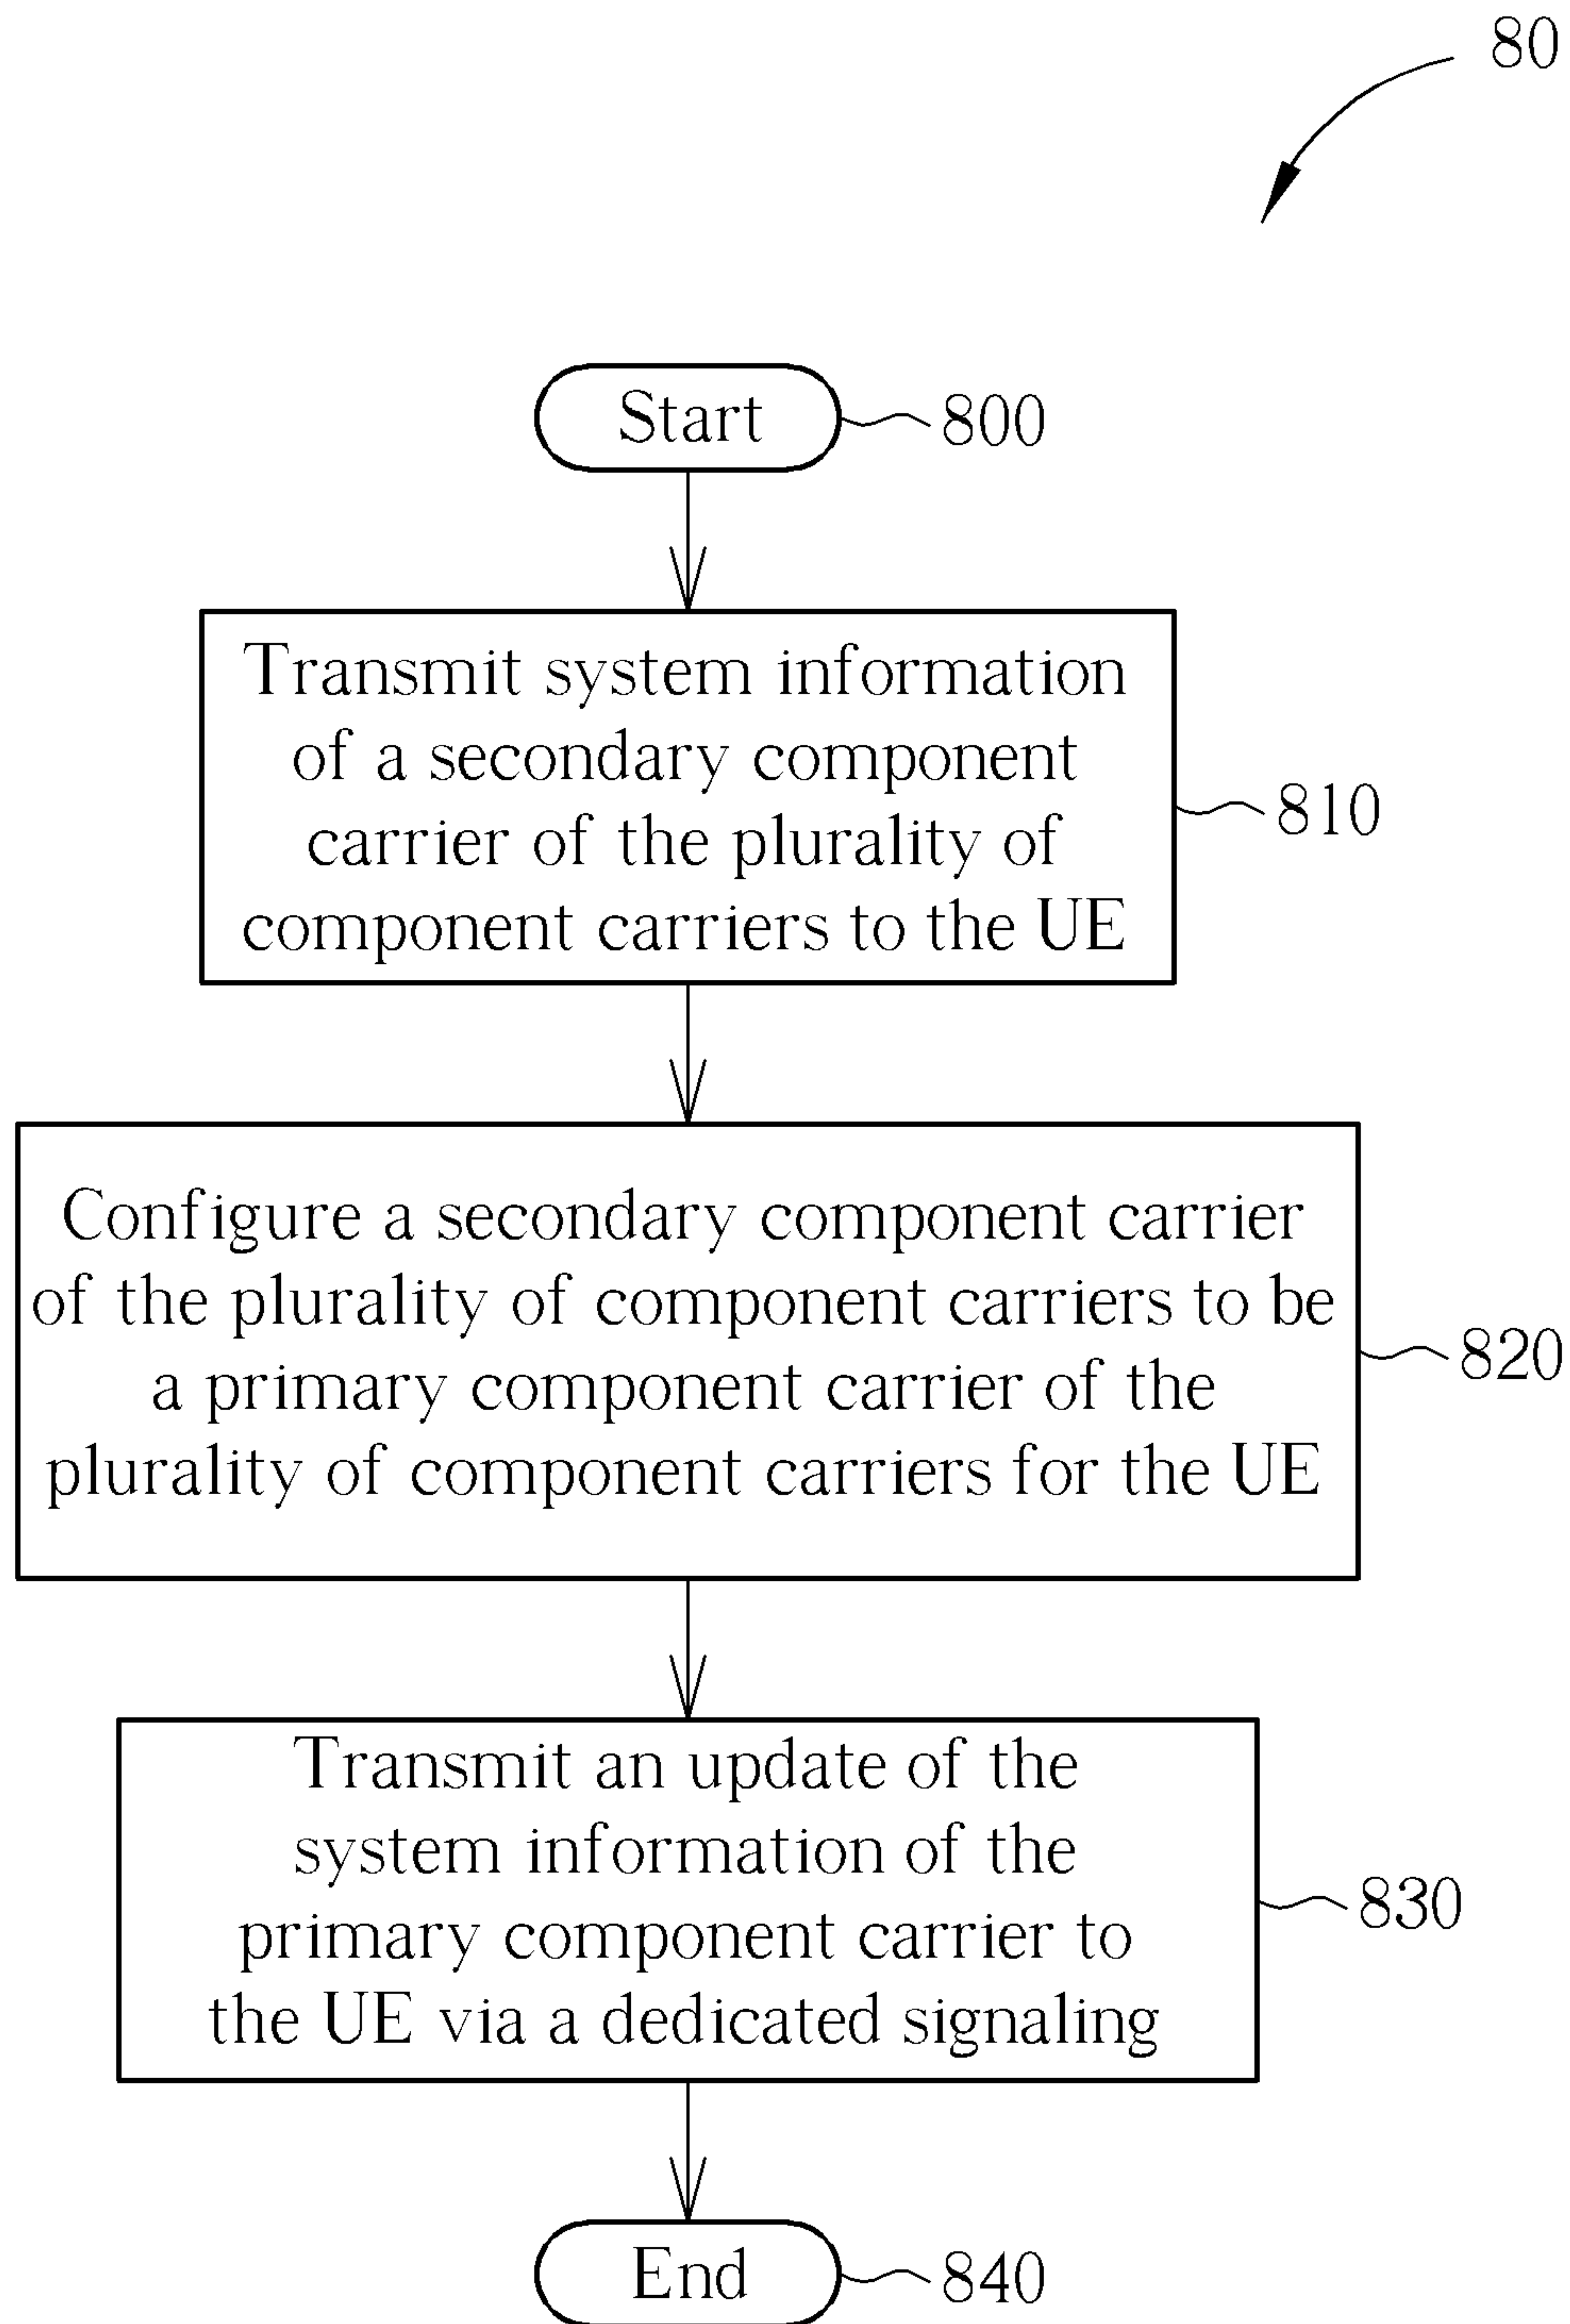 80
Start
800
Transmit system information
of a secondary component
carrier of the plurality of
component carriers to the UE
810
Configure a secondary component carrier
of the plurality of component carriers to be
a primary component carrier of the
plurality of component carriers for the UE
820
Transmit an update of the
system information of the
primary component carrier to
the UE via a dedicated signaling
830
End
840